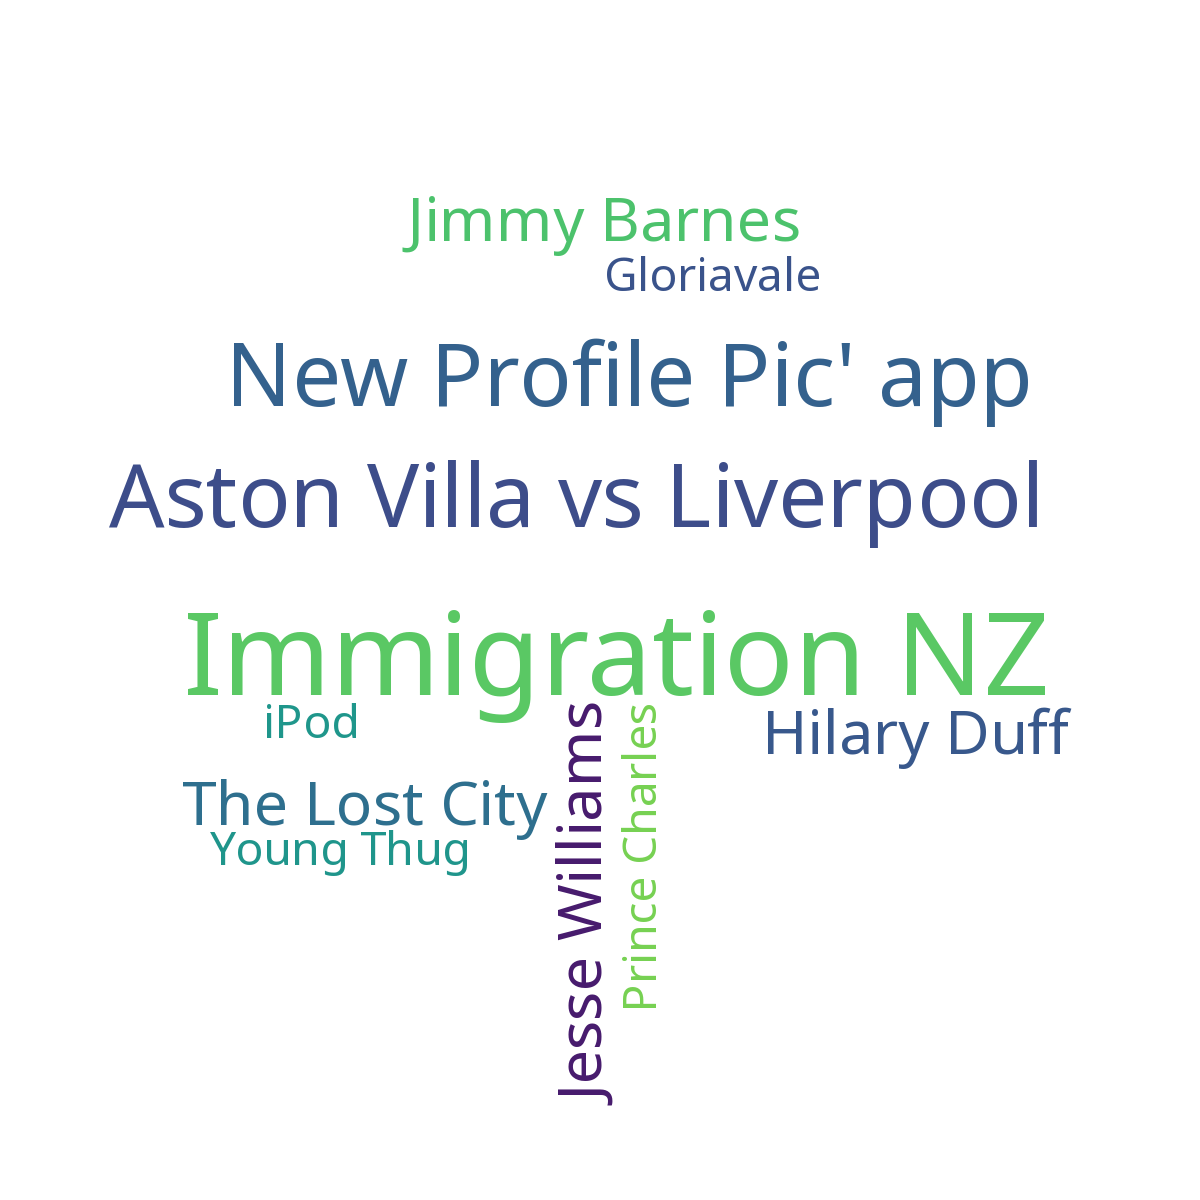 Jimmy Barnes
Gloriavale
New Profile Pic' app
Aston Villa vs Liverpool
Immigration NZ
iPod
Hilary Duff
The Lost City
Young Thug
Jesse Williams
Prince Charles